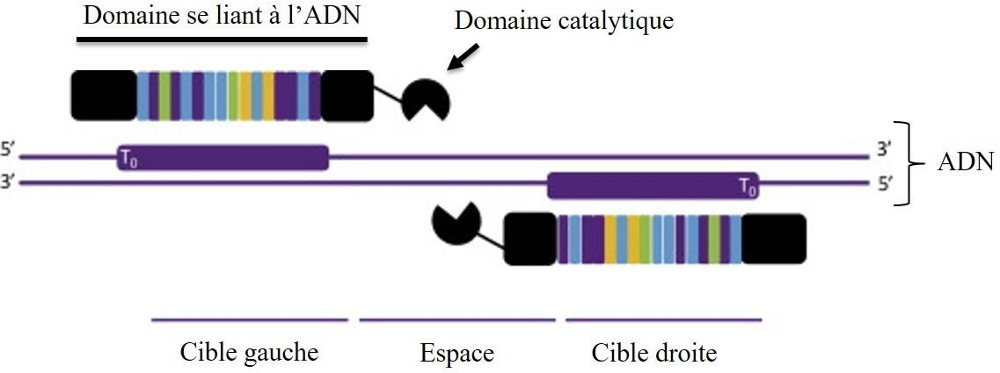 Domaine se liant à l’ADN
Domaine catalytique
5′
T0
3′
3′
T0
5′
ADN
Cible gauche
Espace
Cible droite